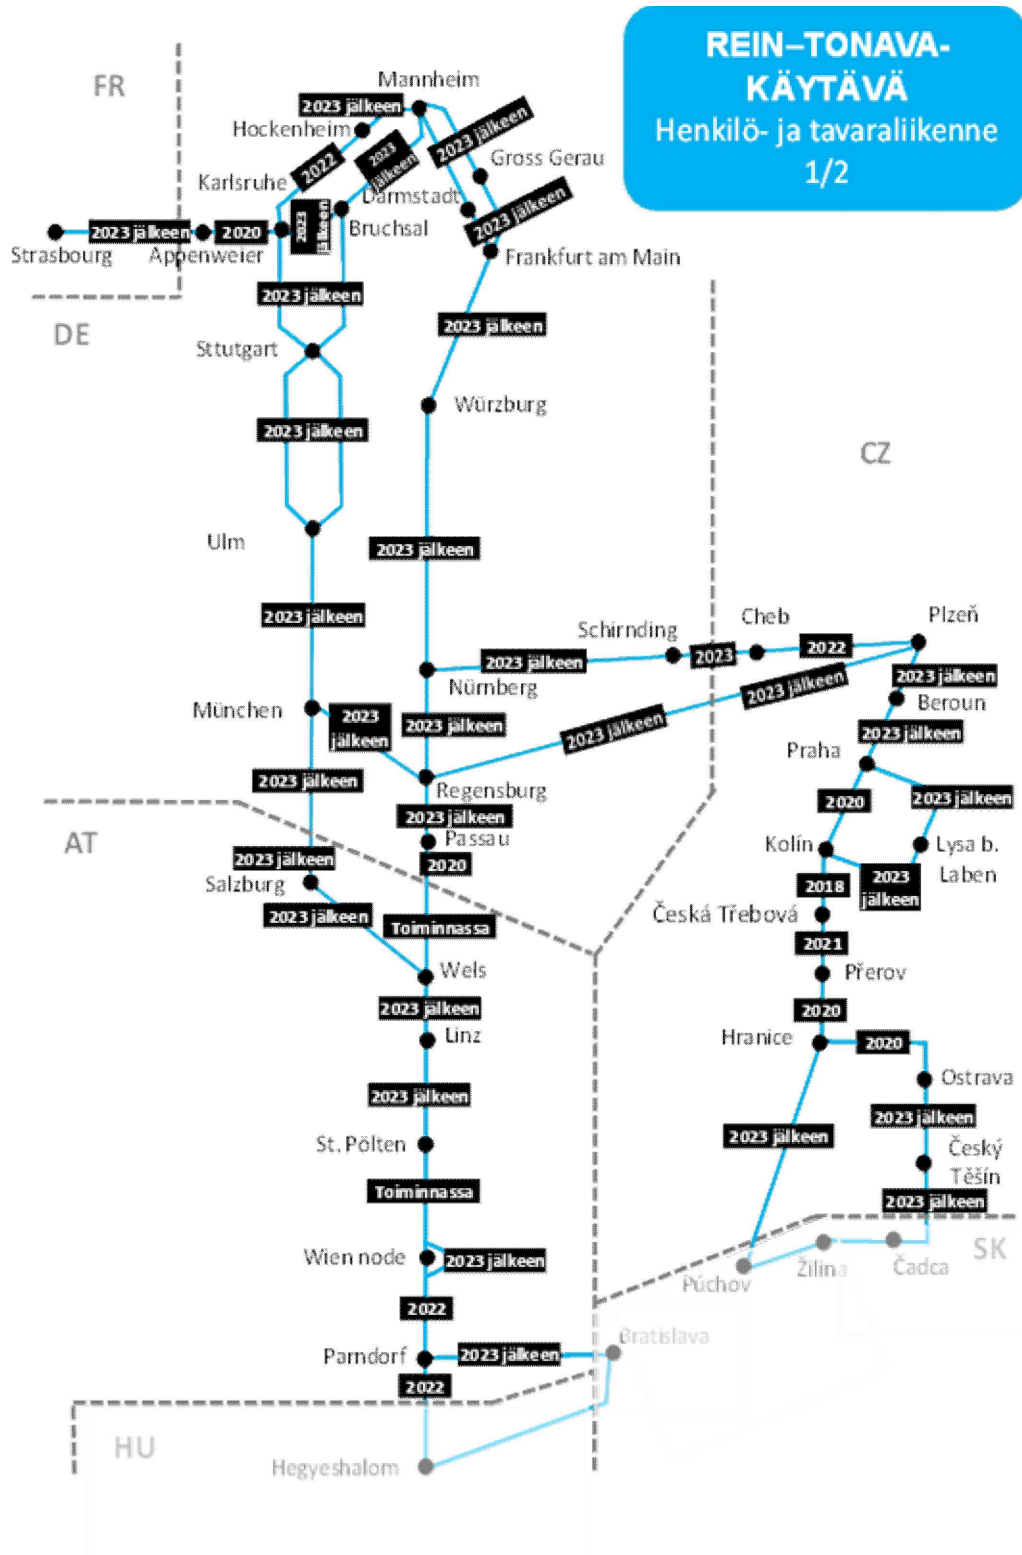 REIN–TONAVA-
KÄYTÄVÄ
Henkilö- ja tavaraliikenne
1/2
FR
Mannheim
2023 jälkeen
Hockenheim
2023 jälkeen
2022
2023
jälkeen
Gross Gerau
Karlsruhe
Darmstadt
2023 jälkeen
2023 jälkeen
2020
2023
jälkeen
Bruchsal
Strasbourg
Appenweier
Frankfurt am Main
2023 jälkeen
DE
2023 jälkeen
Sttutgart
Würzburg
2023 jälkeen
CZ
Ulm
2023 jälkeen
2023 jälkeen
Schirnding
Cheb
Plzeň
2023 jälkeen
2023
2022
Nürnberg
2023 jälkeen
2023 jälkeen
Beroun
München
2023
jälkeen
2023 jälkeen
2023 jälkeen
2023 jälkeen
Praha
2023 jälkeen
Regensburg
2020
2023 jälkeen
2023 jälkeen
AT
Passau
Kolín
Lysa b.
Laben
2023 jälkeen
2020
2023
jälkeen
Salzburg
2018
2023 jälkeen
Toiminnassa
Česká Třebová
2021
Wels
Přerov
2023 jälkeen
2020
Linz
Hranice
2020
Ostrava
2023 jälkeen
2023 jälkeen
St. Pölten
2023 jälkeen
Český
Těšín
Toiminnassa
2023 jälkeen
Wien node
2023 jälkeen
SK
Púchov
Žilina
Čadca
2022
Bratislava
Parndorf
2023 jälkeen
2022
HU
Hegyeshalom